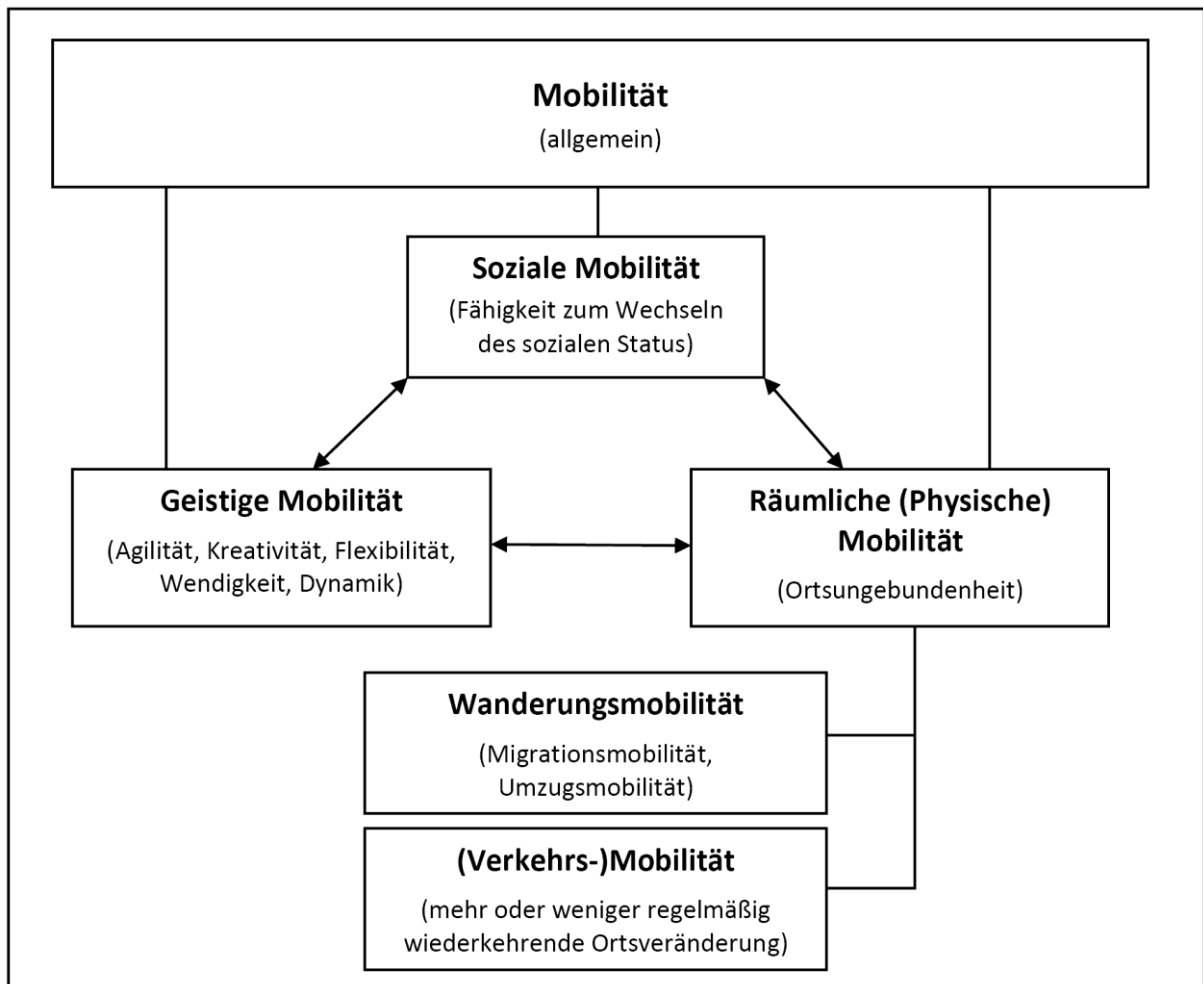 Mobilität
(allgemein)
Soziale Mobilität
(Fähigkeit zum Wechseln
des sozialen Status)
Geistige Mobilität
(Agilität, Kreativität, Flexibilität,
Wendigkeit, Dynamik)
Räumliche (Physische)
Mobilität
(Ortsungebundenheit)
Wanderungsmobilität
(Migrationsmobilität,
Umzugsmobilität)
(Verkehrs-)Mobilität
(mehr oder weniger regelmäßig
wiederkehrende Ortsveränderung)